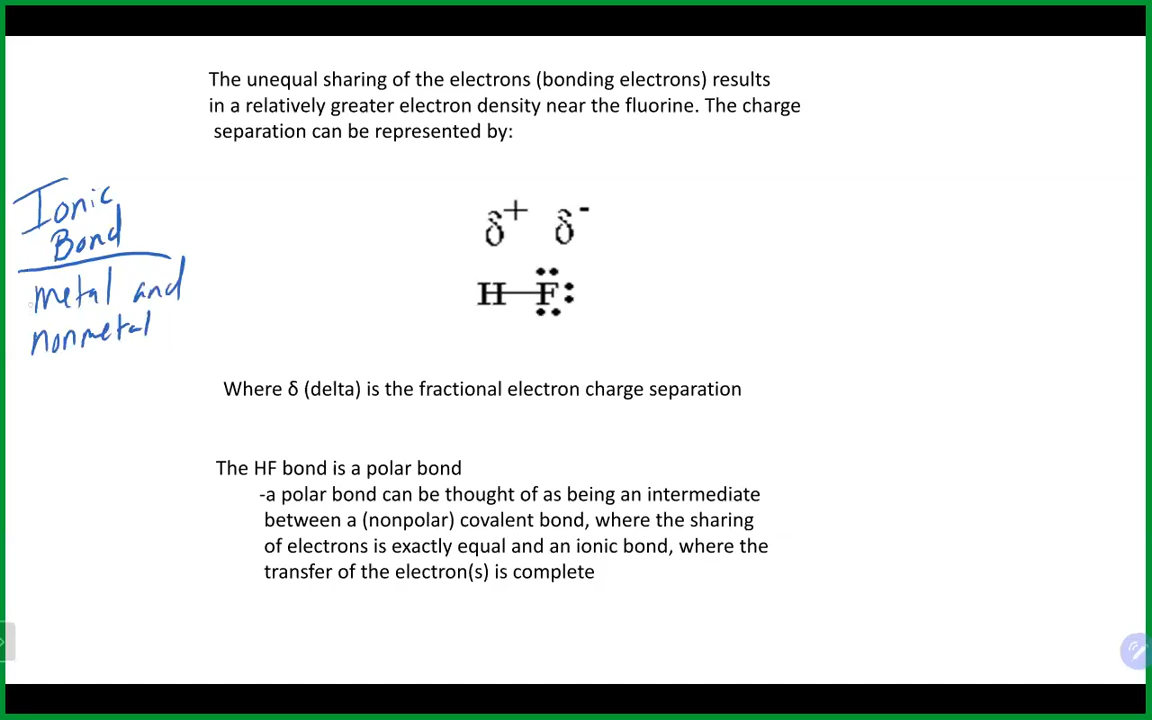 The unequal sharing of the electrons (bonding electrons) results
in a relatively greater electron density near the fluorine. The charge
separation can be represented by:
Ionic
Bond
metal and
nonmetal
δ+ δ-
H—F
Where δ (delta) is the fractional electron charge separation
The HF bond is a polar bond
-a polar bond can be thought of as being an intermediate
between a (nonpolar) covalent bond, where the sharing
of electrons is exactly equal and an ionic bond, where the
transfer of the electron(s) is complete